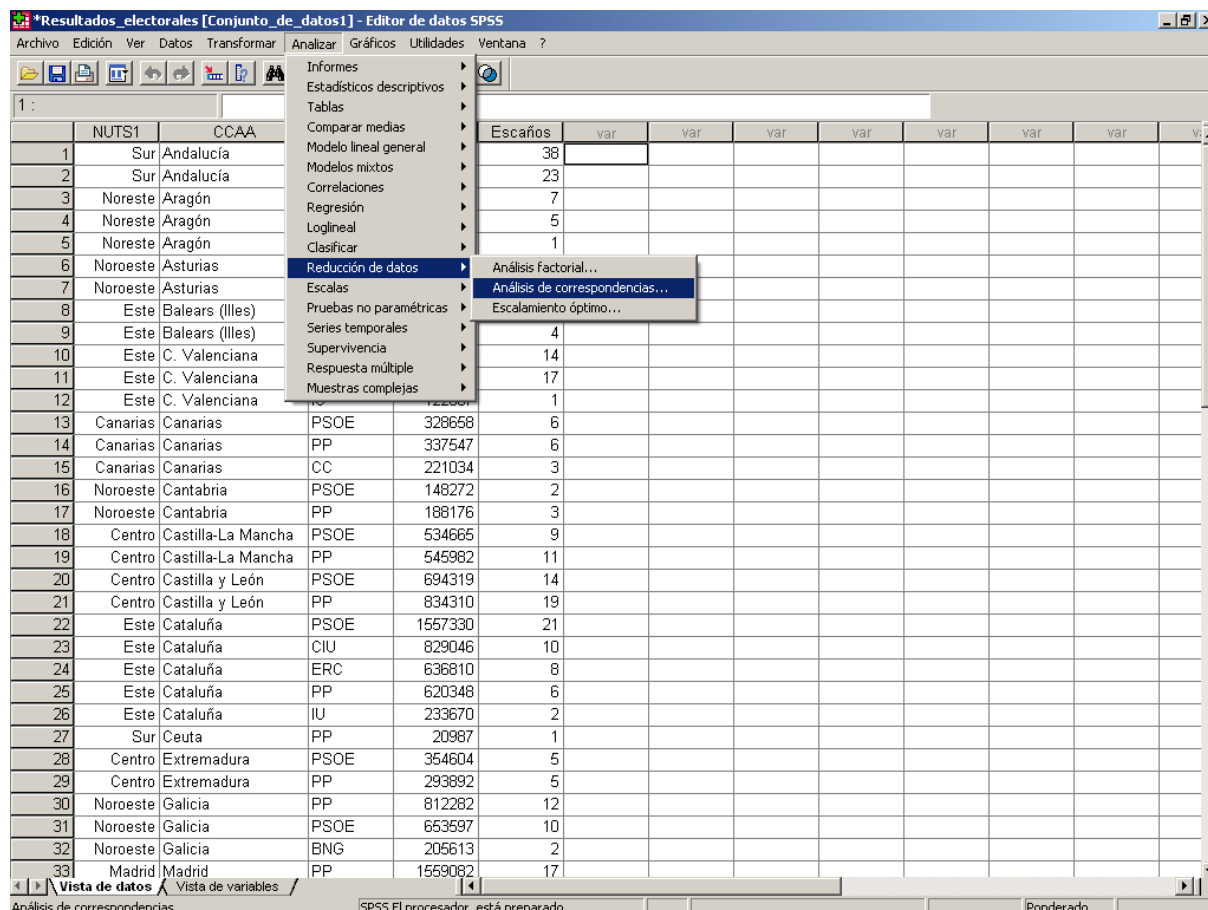 *Resultados_electorales [Conjunto_de_datos1] - Editor de datos SPSS
Archivo Edición Ver Datos Transformar Analizar Gráficos Utilidades Ventana ?
1 :
NUTS1 CCAA Escaños var var var var var var var
Informes
Estadísticos descriptivos
Tablas
Comparar medias
Modelo lineal general
Modelos mixtos
Correlaciones
Regresión
Loglineal
Clasificar
Reducción de datos
Escalas
Pruebas no paramétricas
Series temporales
Supervivencia
Respuesta múltiple
Muestras complejas
Análisis factorial...
Análisis de correspondencias...
Escalamiento óptimo...
1 Sur Andalucía 38
2 Sur Andalucía 23
3 Noreste Aragón 7
4 Noreste Aragón 5
5 Noreste Aragón 1
6 Noroeste Asturias
7 Noroeste Asturias
8 Este Balears (Illes)
9 Este Balears (Illes) 4
10 Este C. Valenciana 14
11 Este C. Valenciana 17
12 Este C. Valenciana 1
13 Canarias Canarias PSOE 328658 6
14 Canarias Canarias PP 337547 6
15 Canarias Canarias CC 221034 3
16 Noroeste Cantabria PSOE 148272 2
17 Noroeste Cantabria PP 188176 3
18 Centro Castilla-La Mancha PSOE 534665 9
19 Centro Castilla-La Mancha PP 545982 11
20 Centro Castilla y León PSOE 694319 14
21 Centro Castilla y León PP 834310 19
22 Este Cataluña PSOE 1557330 21
23 Este Cataluña CIU 829046 10
24 Este Cataluña ERC 636810 8
25 Este Cataluña PP 620348 6
26 Este Cataluña IU 233670 2
27 Sur Ceuta PP 20987 1
28 Centro Extremadura PSOE 354604 5
29 Centro Extremadura PP 293892 5
30 Noroeste Galicia PP 812282 12
31 Noroeste Galicia PSOE 653597 10
32 Noroeste Galicia BNG 205613 2
33 Madrid Madrid PP 1559082 17
Vista de datos Vista de variables
Análisis de correspondencias SPSS El procesador está preparado Ponderado